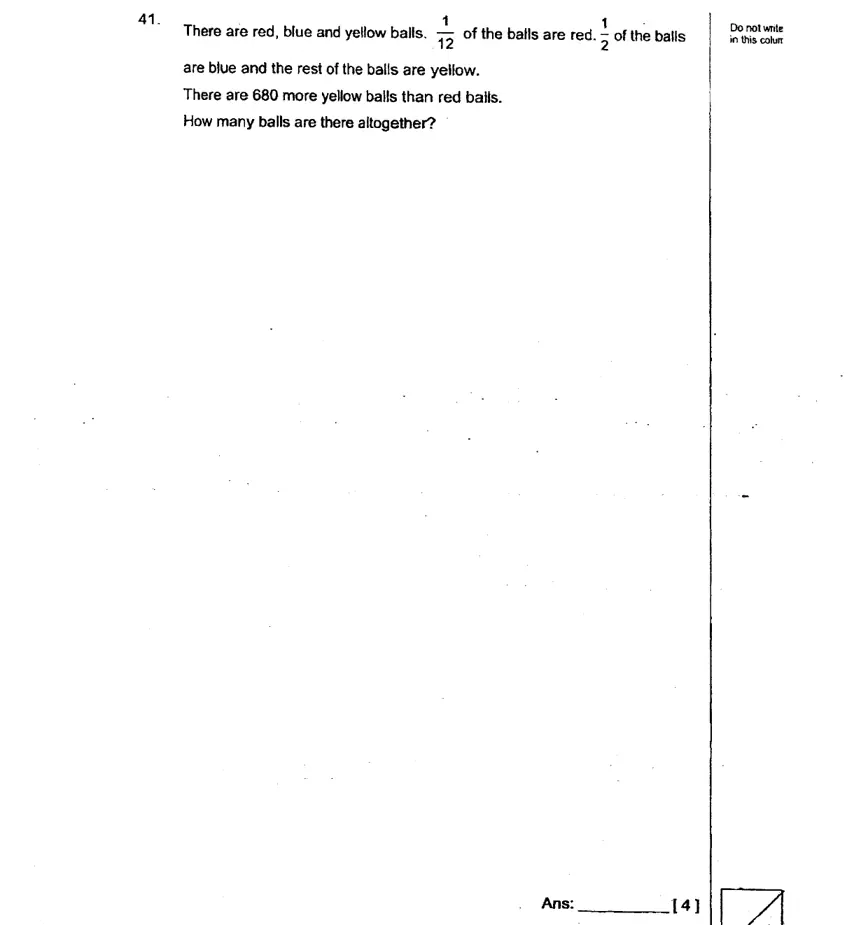 41.
There are red, blue and yellow balls. 1/12 of the balls are red. 1/2 of the balls
are blue and the rest of the balls are yellow.
There are 680 more yellow balls than red balls.
How many balls are there altogether?
Do not write
in this colum
Ans: ________ [4]